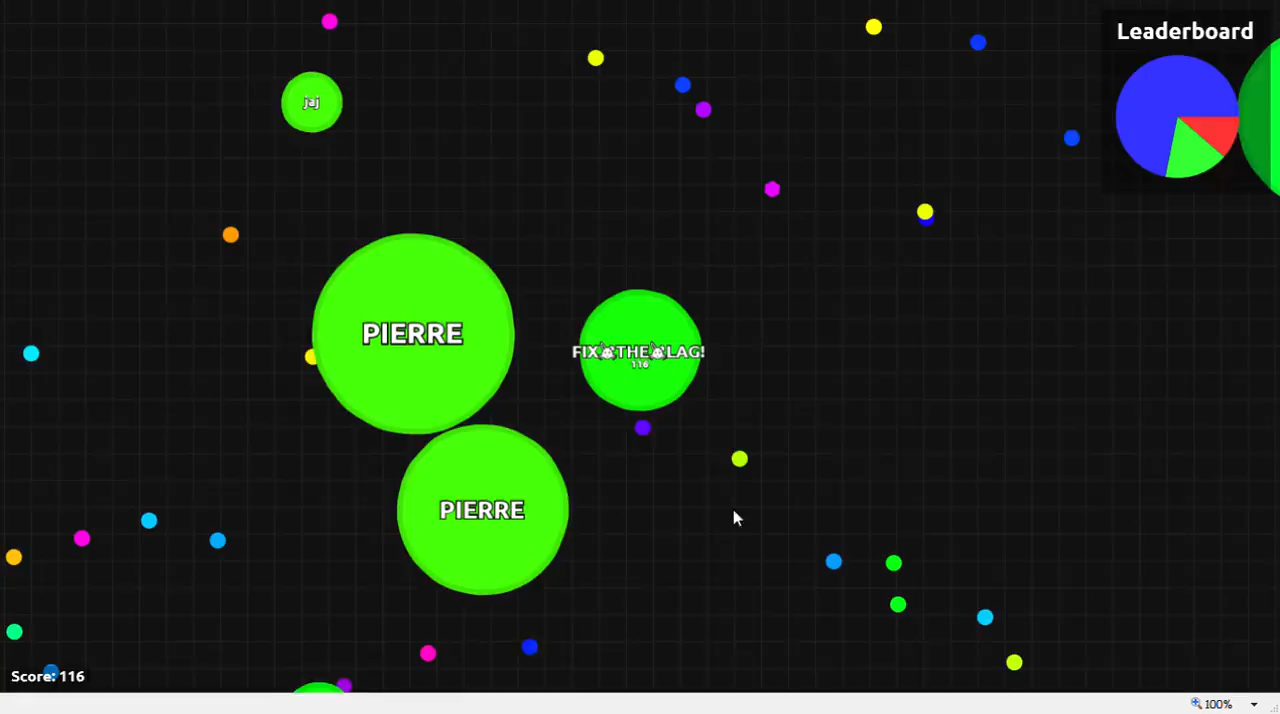 Leaderboard
jaj
PIERRE
FIX THE LAG!
116
PIERRE
Score: 116
100%